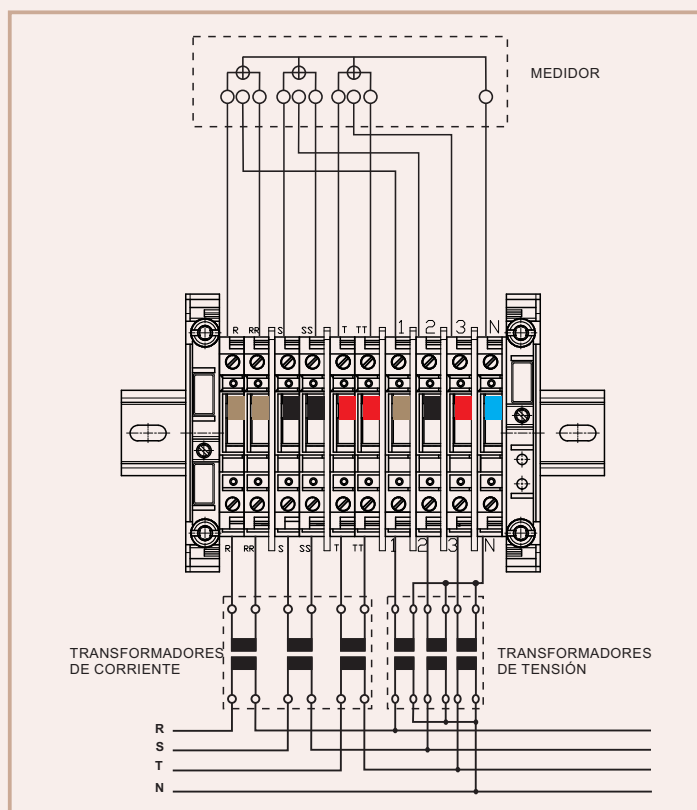 MEDIDOR
R RR S SS T TT 1 2 3 N
R RR S SS T TT 1 2 3 N
TRANSFORMADORES
DE CORRIENTE
TRANSFORMADORES
DE TENSIÓN
R
S
T
N